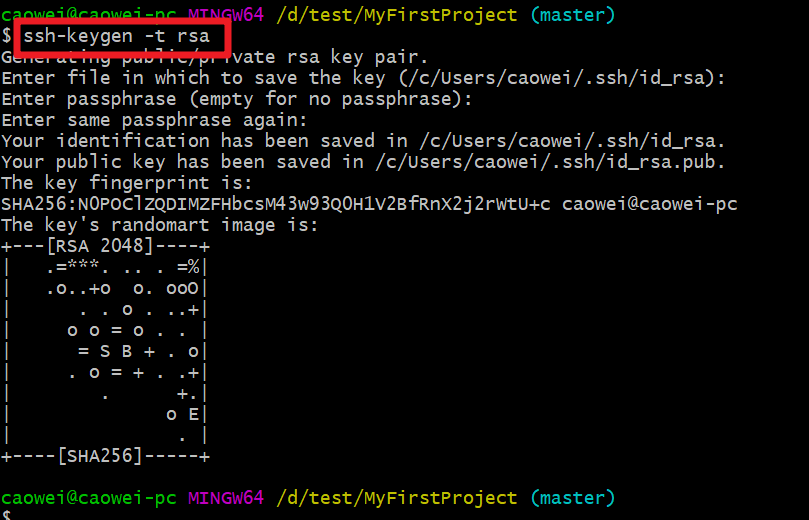 caowei@caowei-pc MINGW64 /d/test/MyFirstProject (master)
$ ssh-keygen -t rsa
Generating public/private rsa key pair.
Enter file in which to save the key (/c/Users/caowei/.ssh/id_rsa):
Enter passphrase (empty for no passphrase):
Enter same passphrase again:
Your identification has been saved in /c/Users/caowei/.ssh/id_rsa.
Your public key has been saved in /c/Users/caowei/.ssh/id_rsa.pub.
The key fingerprint is:
SHA256:N0POClZQDIMZFHbcsM43w93Q0H1V2BfRnX2j2rWtU+c caowei@caowei-pc
The key's randomart image is:
+---[RSA 2048]----+
|   .=***. .. . =%|
|   .o..+o  o. ooO|
|      . . o . ..+|
|     o o = o . . |
|      = S B + . o|
|     . o = + . .+|
|        .      +.|
|              o E|
|               . |
+----[SHA256]-----+
caowei@caowei-pc MINGW64 /d/test/MyFirstProject (master)
$